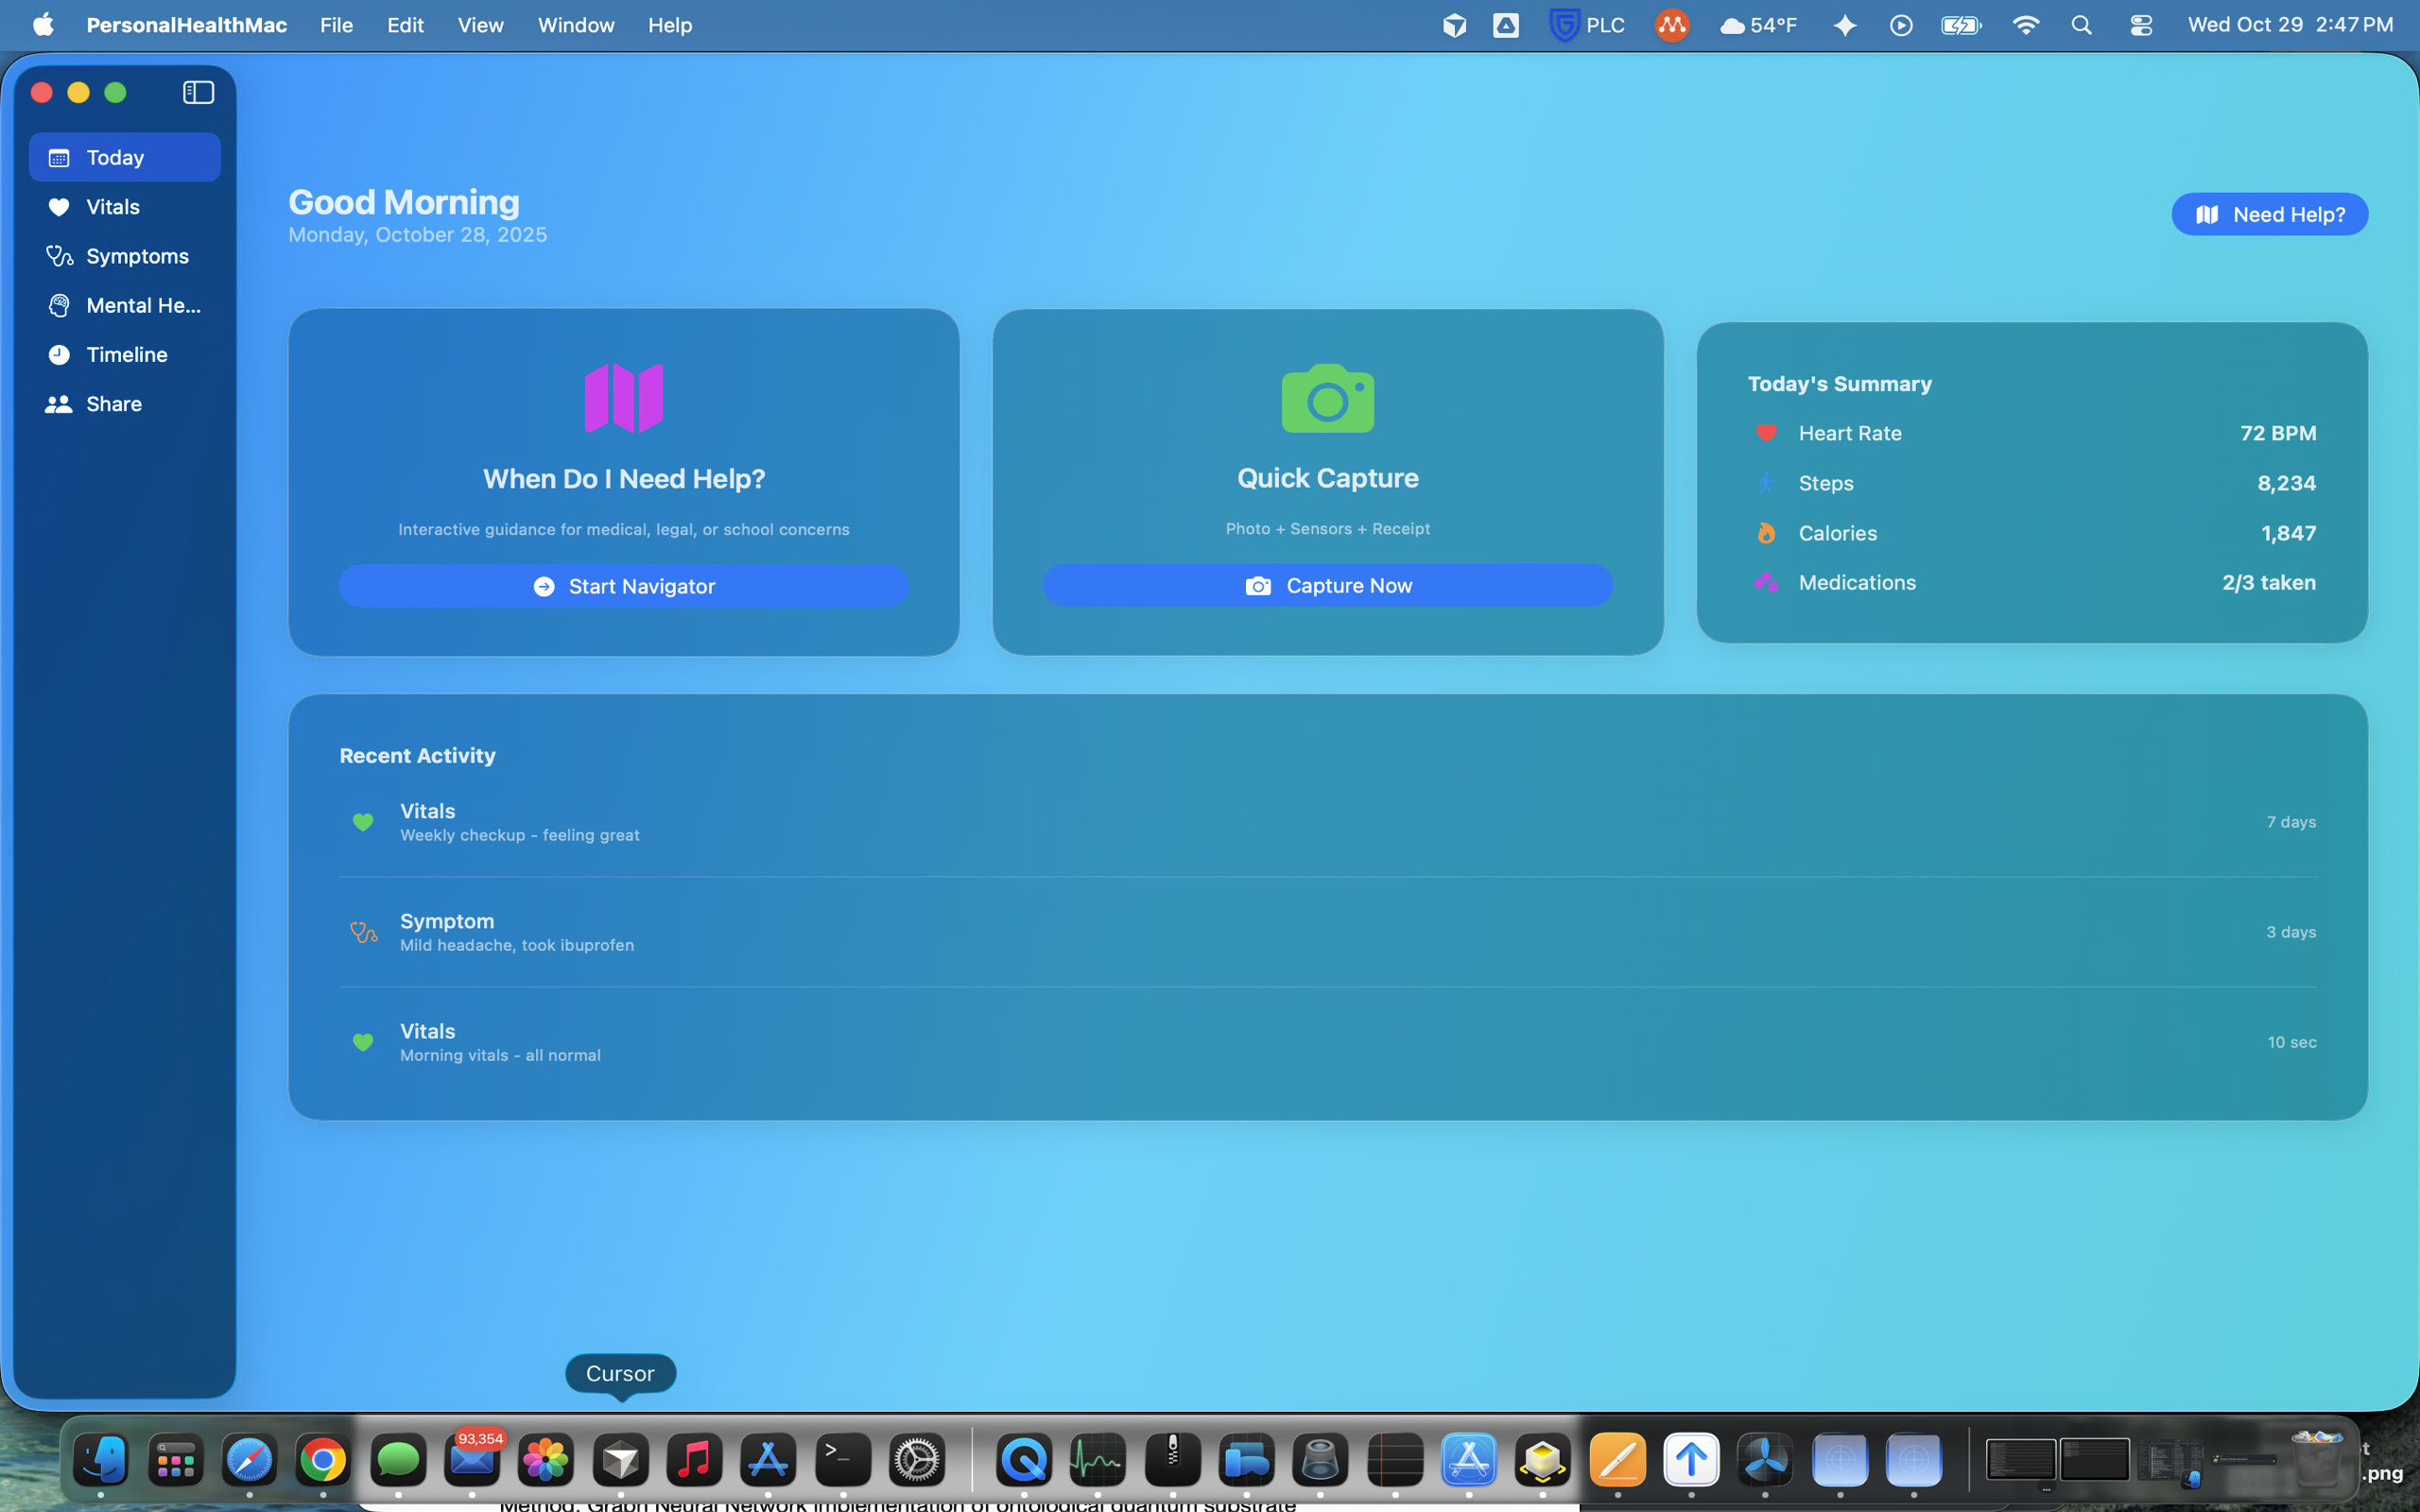 PersonalHealthMac File Edit View Window Help PLC 54°F Wed Oct 29 2:47 PM
Today
Vitals
Symptoms
Mental He...
Timeline
Share
Good Morning
Monday, October 28, 2025
Need Help?
When Do I Need Help?
Interactive guidance for medical, legal, or school concerns
Start Navigator
Quick Capture
Photo + Sensors + Receipt
Capture Now
Today's Summary
Heart Rate 72 BPM
Steps 8,234
Calories 1,847
Medications 2/3 taken
Recent Activity
Vitals
Weekly checkup - feeling great
7 days
Symptom
Mild headache, took ibuprofen
3 days
Vitals
Morning vitals - all normal
10 sec
Cursor
93,354
.png
Method: Graph Neural Network implementation of ontological quantum substrate